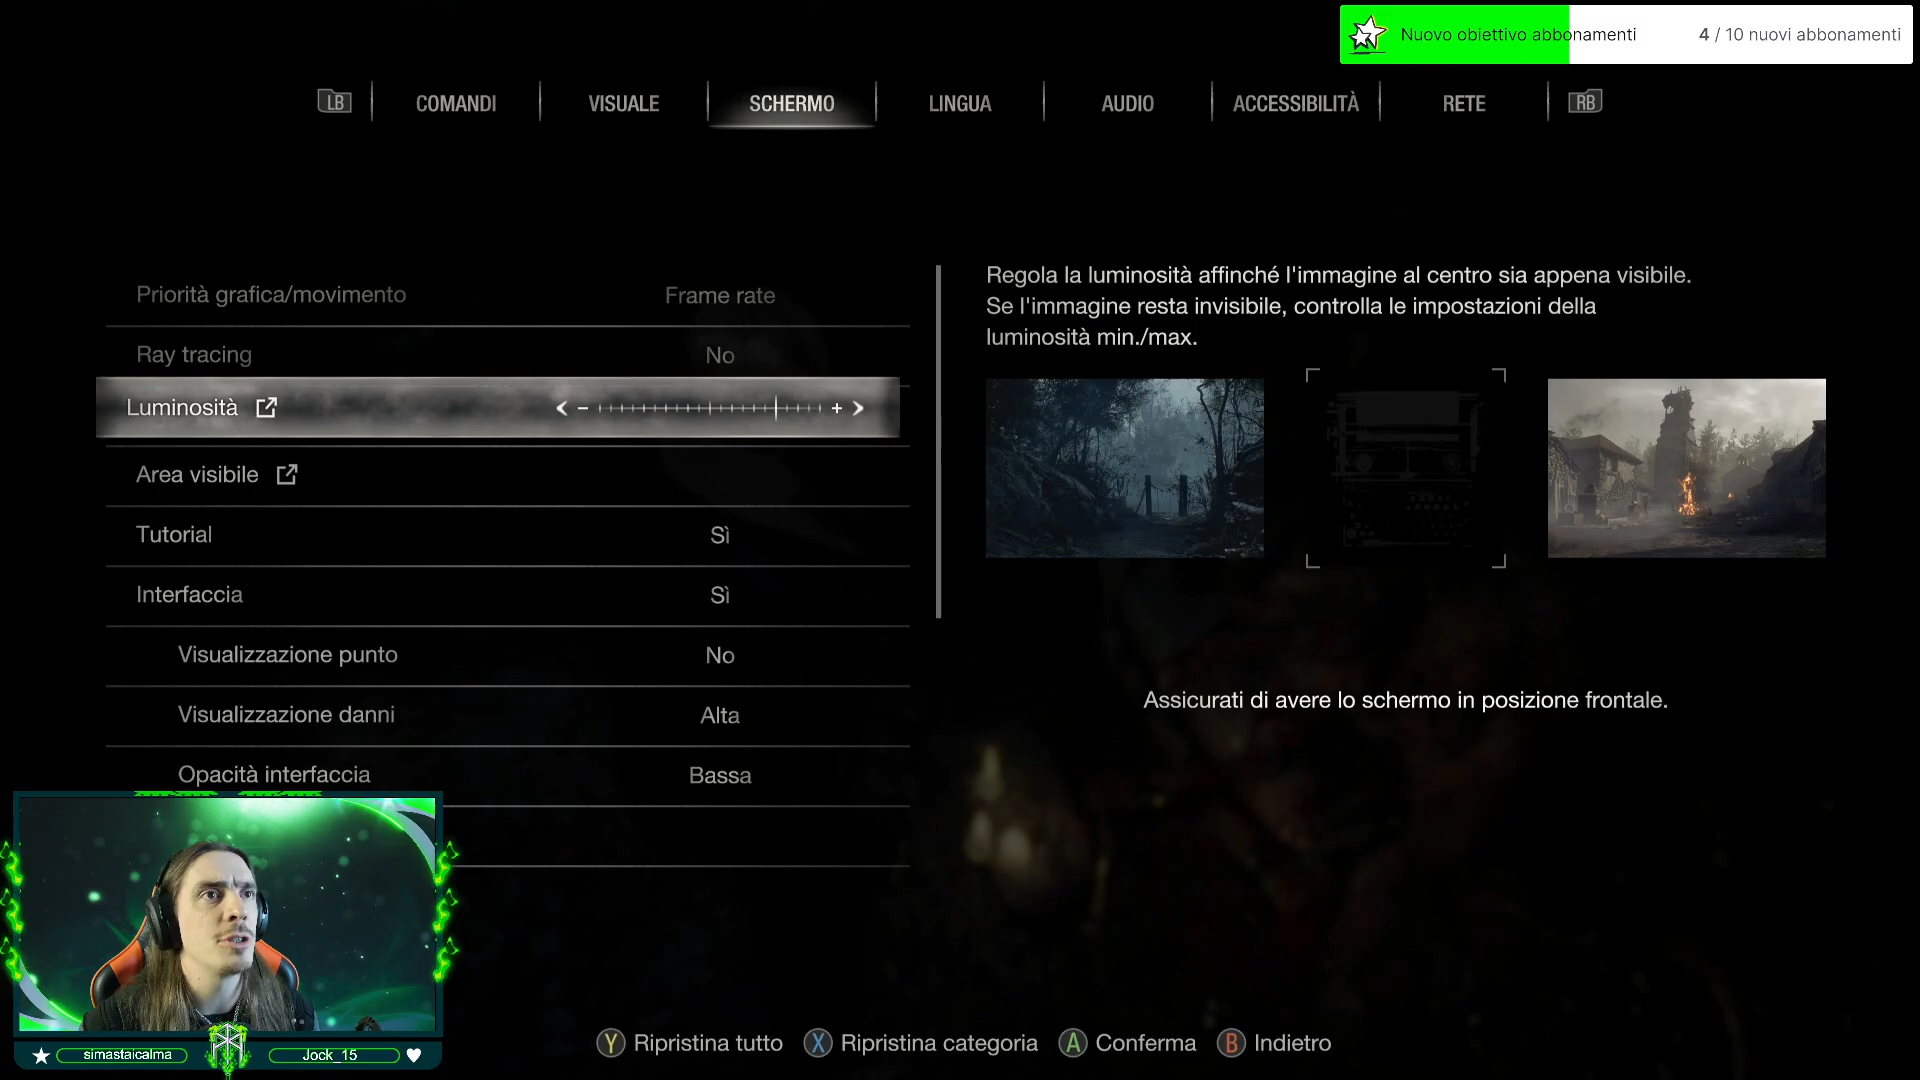 Nuovo obiettivo abbonamenti 4 / 10 nuovi abbonamenti
LB COMANDI VISUALE SCHERMO LINGUA AUDIO ACCESSIBILITÀ RETE RB
Priorità grafica/movimento Frame rate
Ray tracing No
Luminosità < − + >
Area visibile
Tutorial Sì
Interfaccia Sì
Visualizzazione punto No
Visualizzazione danni Alta
Opacità interfaccia Bassa
Regola la luminosità affinché l'immagine al centro sia appena visibile.
Se l'immagine resta invisibile, controlla le impostazioni della
luminosità min./max.
Assicurati di avere lo schermo in posizione frontale.
simastaicalma Jock_15
Y Ripristina tutto X Ripristina categoria A Conferma B Indietro